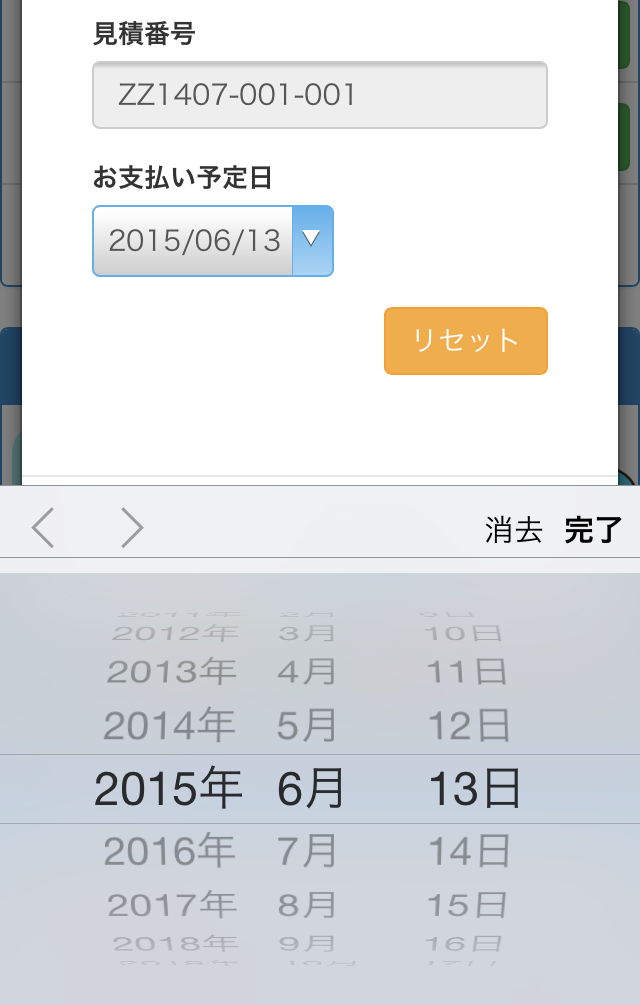 見積番号
ZZ1407-001-001
お支払い予定日
2015/06/13
リセット
消去 完了
2012年 3月 10日
2013年 4月 11日
2014年 5月 12日
2015年 6月 13日
2016年 7月 14日
2017年 8月 15日
2018年 9月 16日